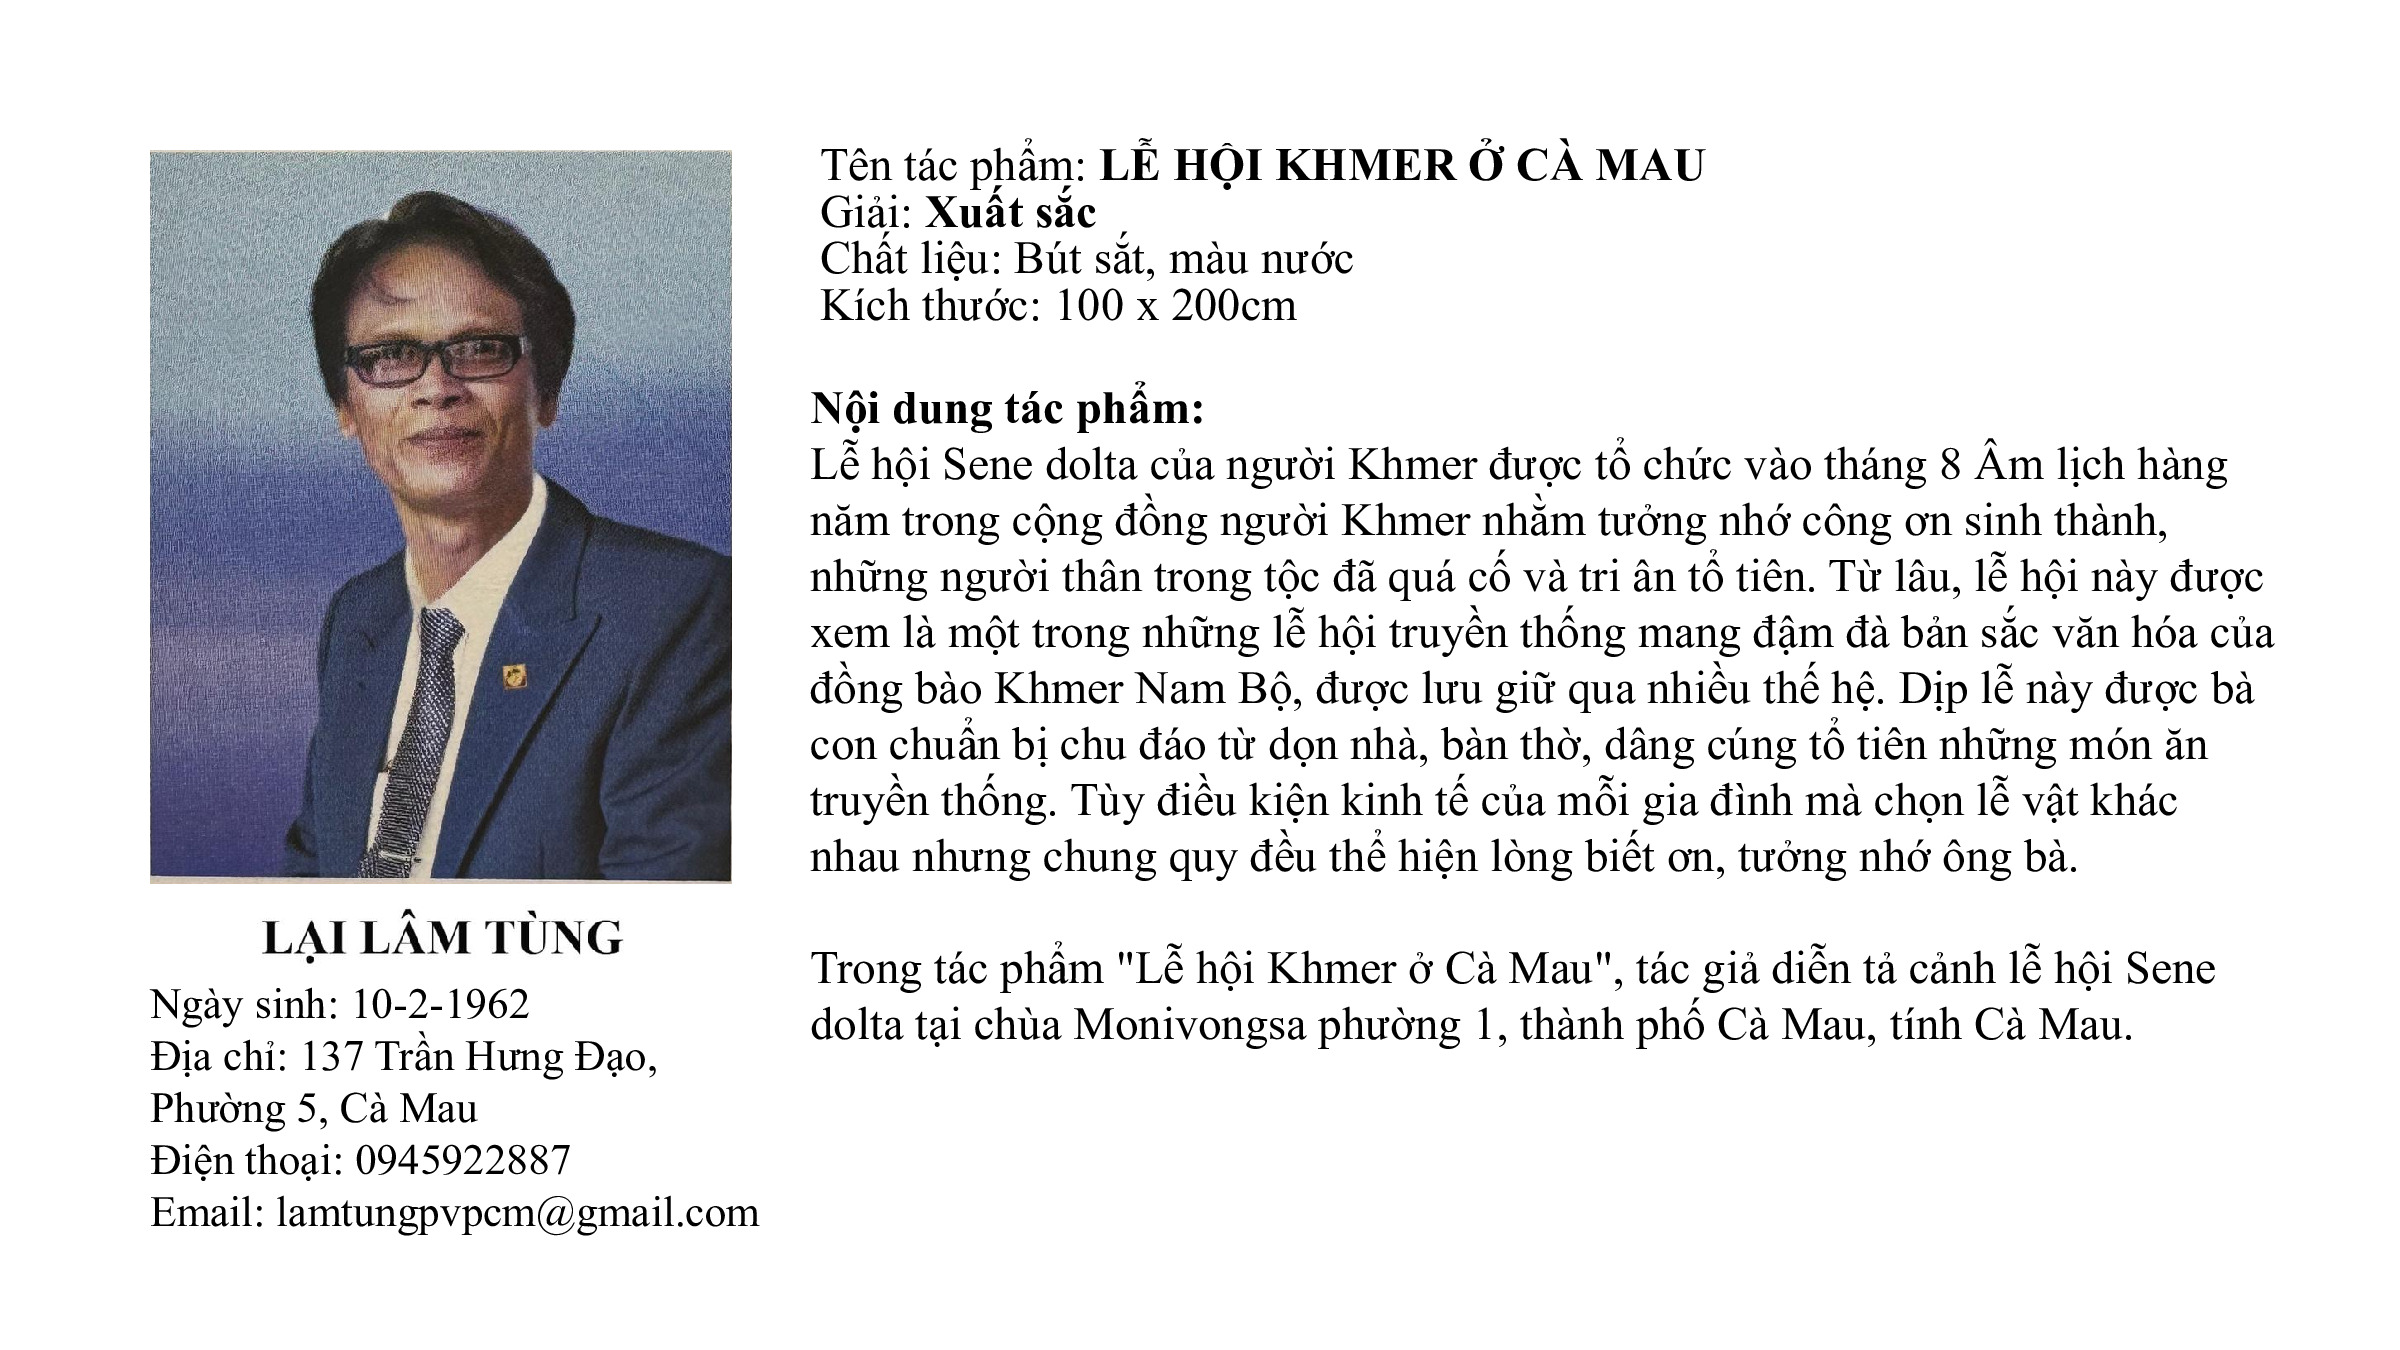 LẠI LÂM TÙNG
Ngày sinh: 10-2-1962
Địa chỉ: 137 Trần Hưng Đạo,
Phường 5, Cà Mau
Điện thoại: 0945922887
Email: lamtungpvpcm@gmail.com
Tên tác phẩm: LỄ HỘI KHMER Ở CÀ MAU
Giải: Xuất sắc
Chất liệu: Bút sắt, màu nước
Kích thước: 100 x 200cm
Nội dung tác phẩm:
Lễ hội Sene dolta của người Khmer được tổ chức vào tháng 8 Âm lịch hàng
năm trong cộng đồng người Khmer nhằm tưởng nhớ công ơn sinh thành,
những người thân trong tộc đã quá cố và tri ân tổ tiên. Từ lâu, lễ hội này được
xem là một trong những lễ hội truyền thống mang đậm đà bản sắc văn hóa của
đồng bào Khmer Nam Bộ, được lưu giữ qua nhiều thế hệ. Dịp lễ này được bà
con chuẩn bị chu đáo từ dọn nhà, bàn thờ, dâng cúng tổ tiên những món ăn
truyền thống. Tùy điều kiện kinh tế của mỗi gia đình mà chọn lễ vật khác
nhau nhưng chung quy đều thể hiện lòng biết ơn, tưởng nhớ ông bà.
Trong tác phẩm "Lễ hội Khmer ở Cà Mau", tác giả diễn tả cảnh lễ hội Sene
dolta tại chùa Monivongsa phường 1, thành phố Cà Mau, tính Cà Mau.